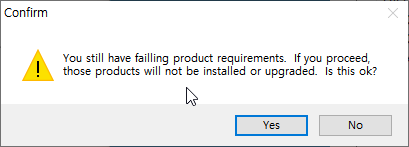 Confirm
You still have failling product requirements.  If you proceed,
those products will not be installed or upgraded.  Is this ok?
Yes
No